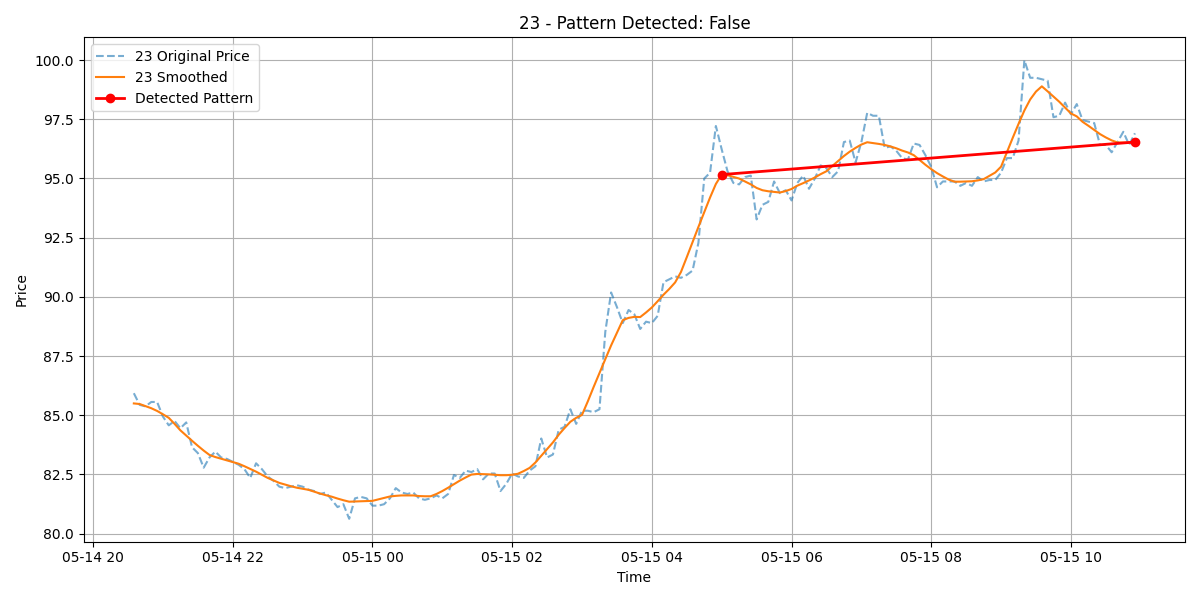 23 - Pattern Detected: False
23 Original Price
23 Smoothed
Detected Pattern
Price
100.0
97.5
95.0
92.5
90.0
87.5
85.0
82.5
80.0
05-14 20 05-14 22 05-15 00 05-15 02 05-15 04 05-15 06 05-15 08 05-15 10
Time